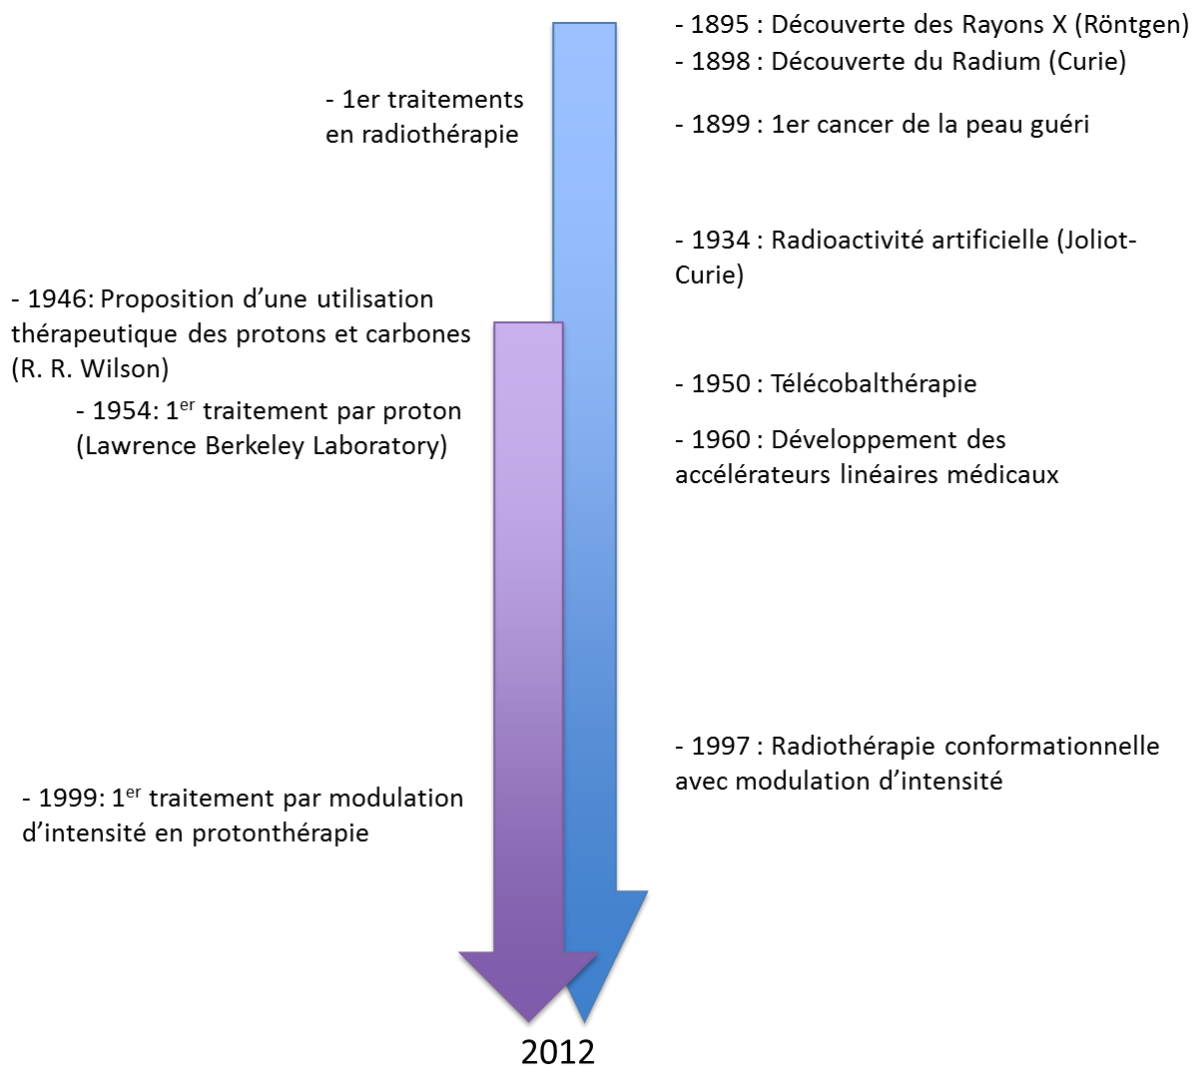 - 1895 : Découverte des Rayons X (Röntgen)
- 1898 : Découverte du Radium (Curie)
- 1er traitements
en radiothérapie
- 1899 : 1er cancer de la peau guéri
- 1934 : Radioactivité artificielle (Joliot-
Curie)
- 1946: Proposition d’une utilisation
thérapeutique des protons et carbones
(R. R. Wilson)
- 1950 : Télécobalthérapie
- 1954: 1er traitement par proton
(Lawrence Berkeley Laboratory)
- 1960 : Développement des
accélérateurs linéaires médicaux
- 1997 : Radiothérapie conformationnelle
avec modulation d’intensité
- 1999: 1er traitement par modulation
d’intensité en protonthérapie
2012